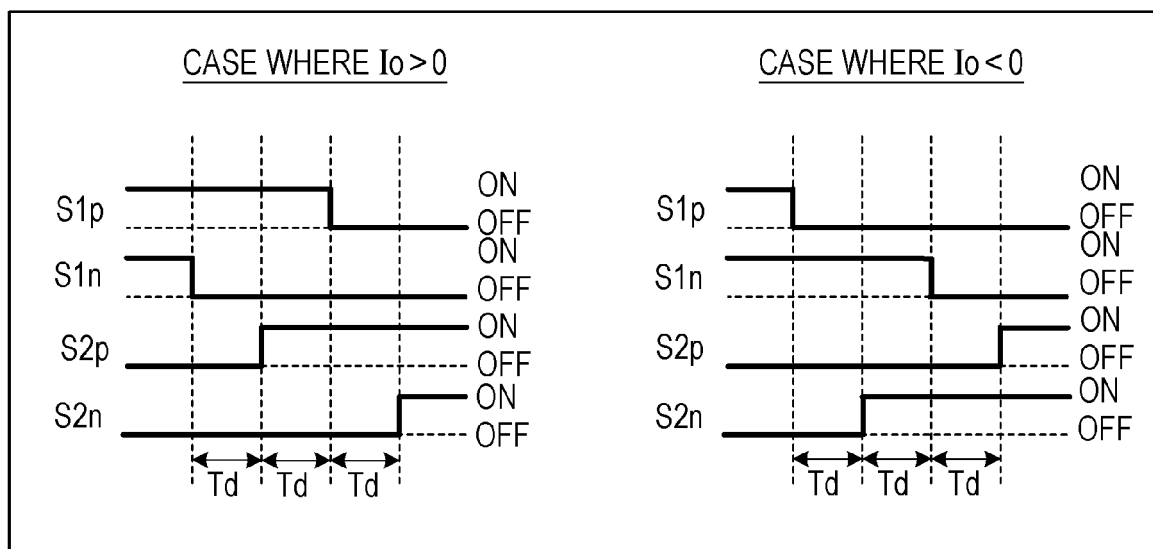 CASE WHERE Io > 0
S1p ON
OFF
S1n ON
OFF
S2p ON
OFF
S2n ON
OFF
Td Td Td
CASE WHERE Io < 0
S1p ON
OFF
S1n ON
OFF
S2p ON
OFF
S2n ON
OFF
Td Td Td